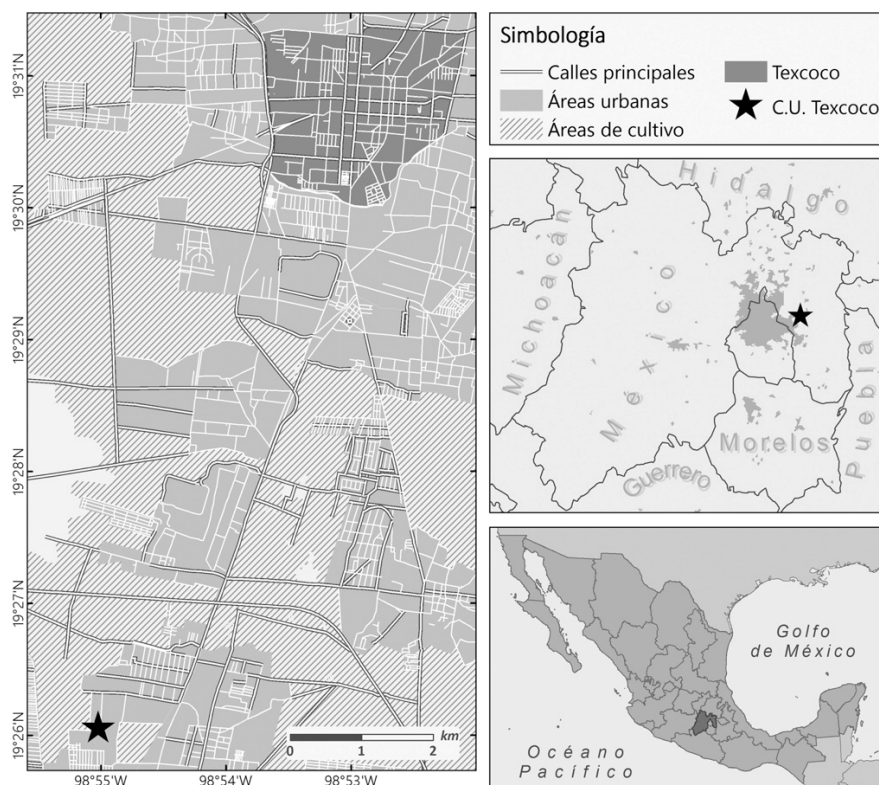 Simbología
Calles principales
Áreas urbanas
Áreas de cultivo
Texcoco
C.U. Texcoco
19°31'N
19°30'N
19°29'N
19°28'N
19°27'N
19°26'N
98°55'W
98°54'W
98°53'W
km
0 1 2
Hidalgo
Michoacán
México
Puebla
Morelos
Guerrero
Golfo
de México
Océano
Pacífico